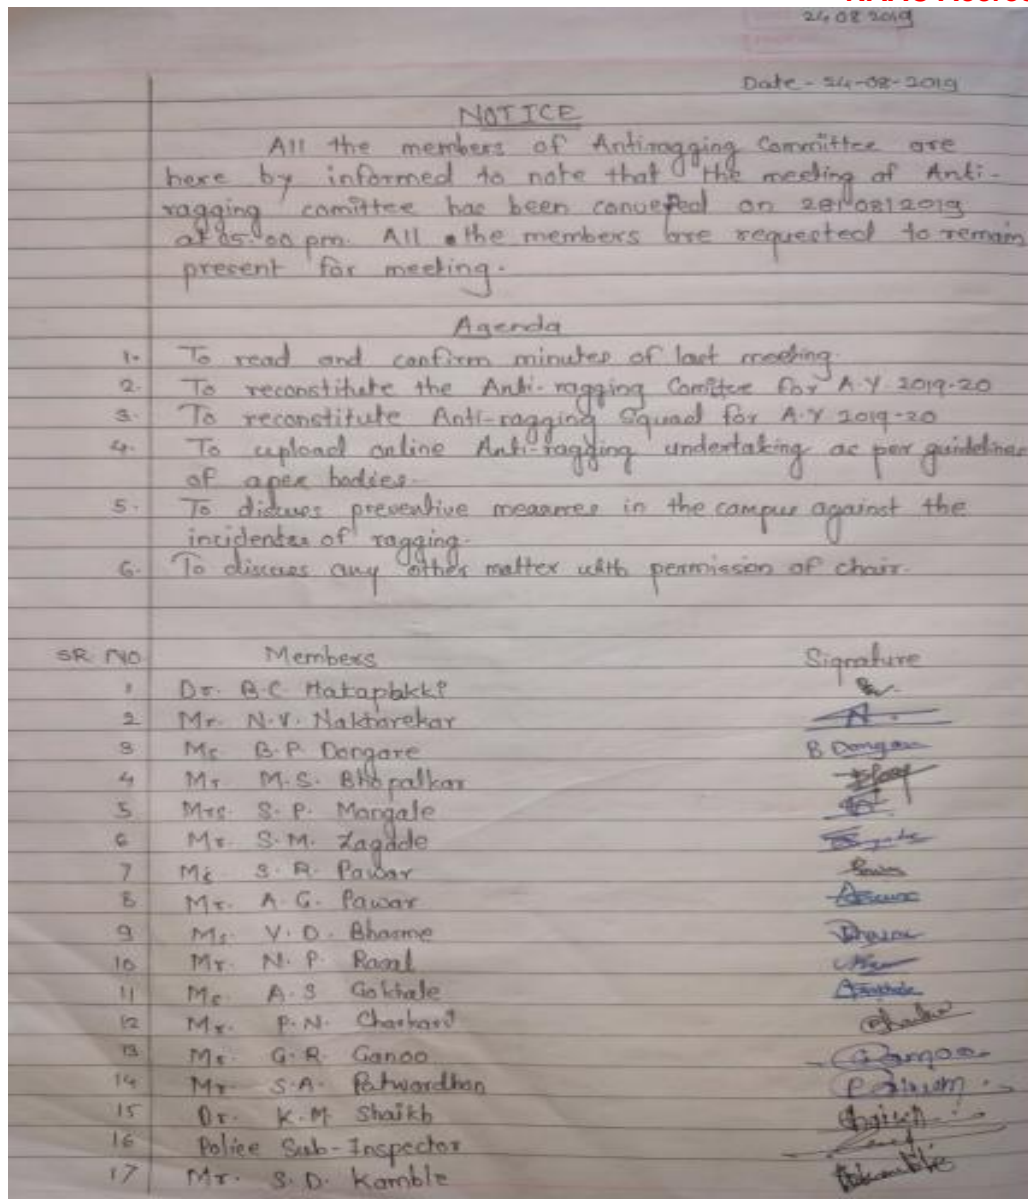 24 08 2019
Date - 24-08-2019
NOTICE
All the members of Antiragging Committee are
here by informed to note that the meeting of Anti-
ragging comittee has been on 28/08/2019
at 05:00 pm. All the members are requested to remain
present for meeting.
Agenda
1. To read and confirm minutes of last meeting.
2. To reconstitute the Anti-ragging Comittee for A.Y 2019-20
3. To reconstitute Anti-ragging Squad for A.Y 2019-20
4. To upload online Anti-ragging undertaking as per guidelines
of apex bodies.
5. To discuss preventive measures in the campus against the
incidentes of ragging.
6. To discuss any other matter with permission of chair.
SR. NO. Members Signature
1 Dr. B.C. Hatapakki
2 Mr. N.V. Nakharekar
3 Ms B.P. Dongare B Dongare
4 Mr. M.S. Bhopalkar
5 Mrs. S.P. Mangale
6 Mr. S.M. Zagade
7 Ms S.R. Pawar
8 Mr. A.G. Pawar
9 Ms. V.D. Bhasme
10 Mr. N.P. Rasal
11 Ms. A.S Gokhale
12 Mr. P.N. Charkari
13 Ms. G.R. Ganoo
14 Mr. S.A. Patwardhan
15 Dr. K.M. Shaikh
16 Police Sub-Inspector
17 Mr. S.D. Kamble